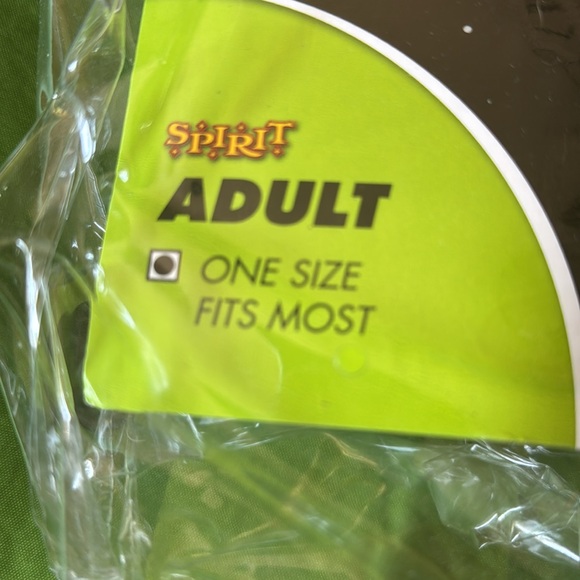 SPIRIT
ADULT
ONE SIZE
FITS MOST